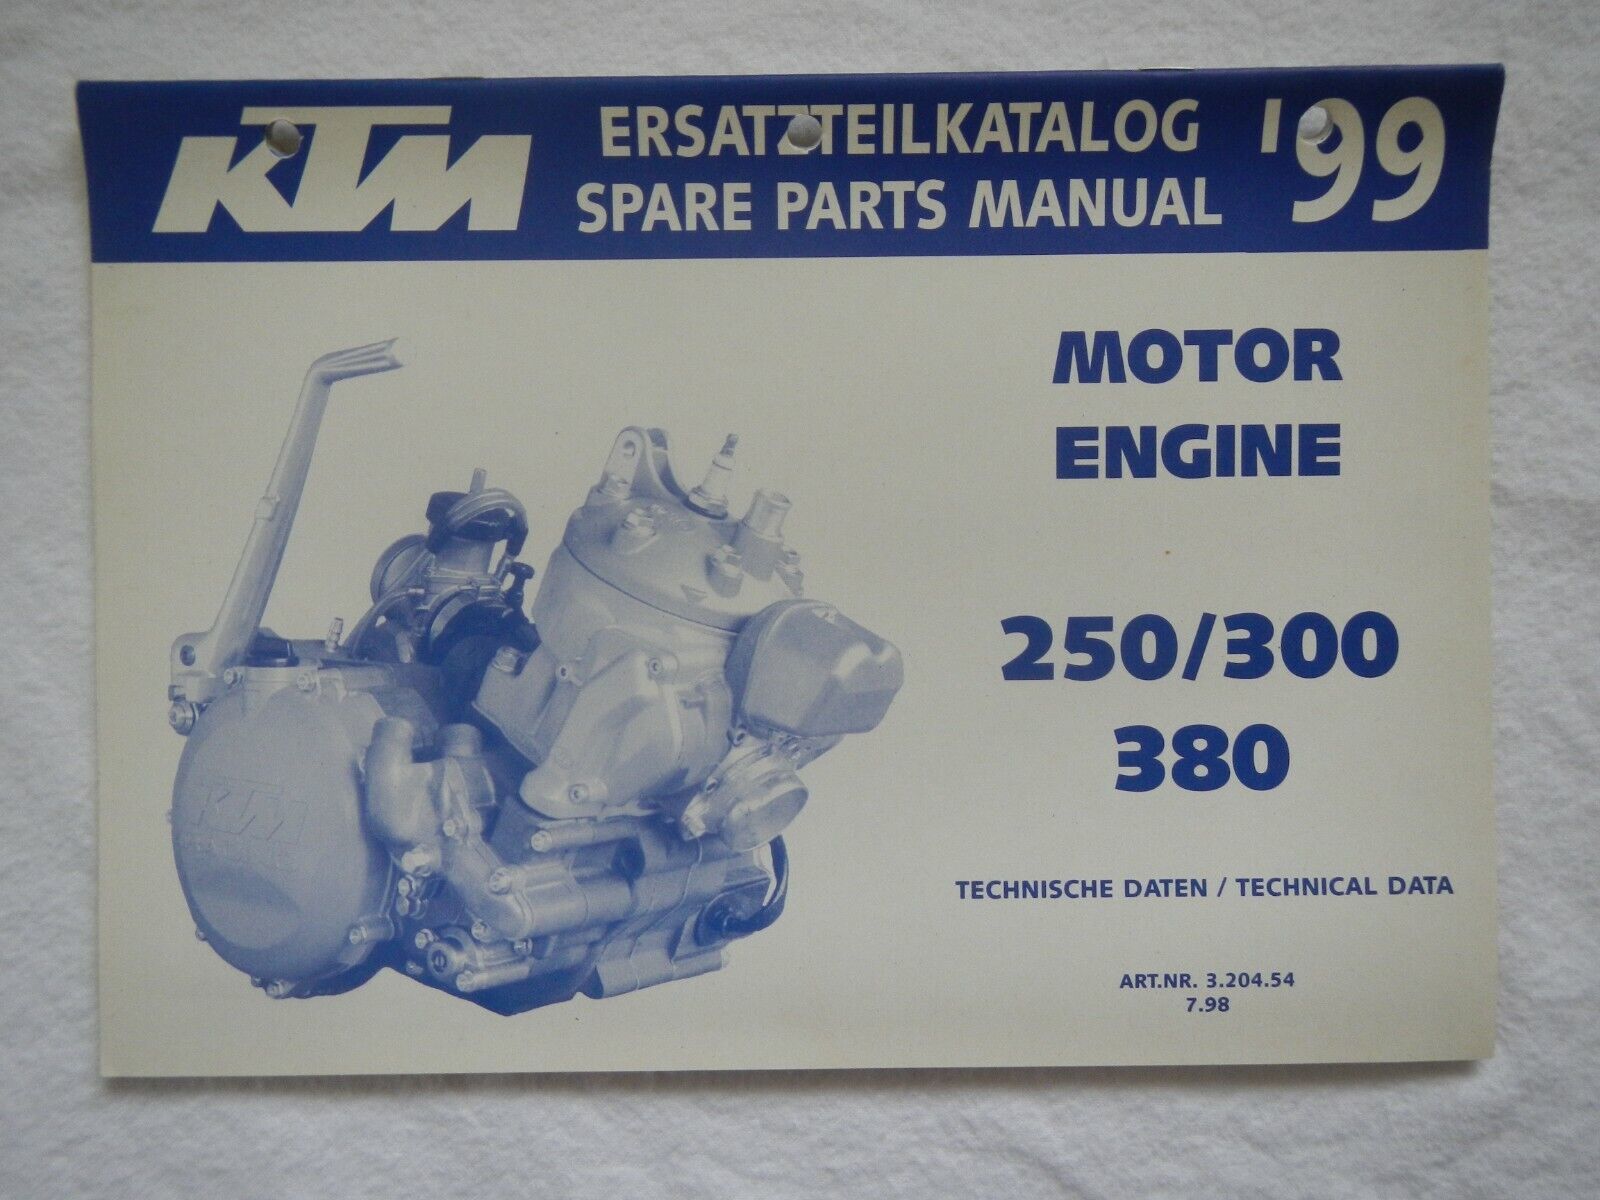 KTM
ERSATZTEILKATALOG '99
SPARE PARTS MANUAL
MOTOR
ENGINE
250/300
380
TECHNISCHE DATEN / TECHNICAL DATA
ART.NR. 3.204.54
7.98
KTM